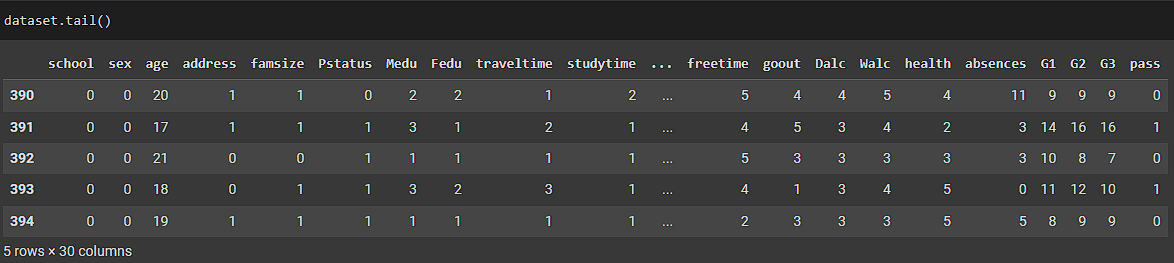 dataset.tail()
school sex age address famsize Pstatus Medu Fedu traveltime studytime ... freetime goout Dalc Walc health absences G1 G2 G3 pass
390 0 0 20 1 1 0 2 2 1 2 ... 5 4 4 5 4 11 9 9 9 0
391 0 0 17 1 1 1 3 1 2 1 ... 4 5 3 4 2 3 14 16 16 1
392 0 0 21 0 0 1 1 1 1 1 ... 5 3 3 3 3 3 10 8 7 0
393 0 0 18 0 1 1 3 2 3 1 ... 4 1 3 4 5 0 11 12 10 1
394 0 0 19 1 1 1 1 1 1 1 ... 2 3 3 3 5 5 8 9 9 0
5 rows × 30 columns